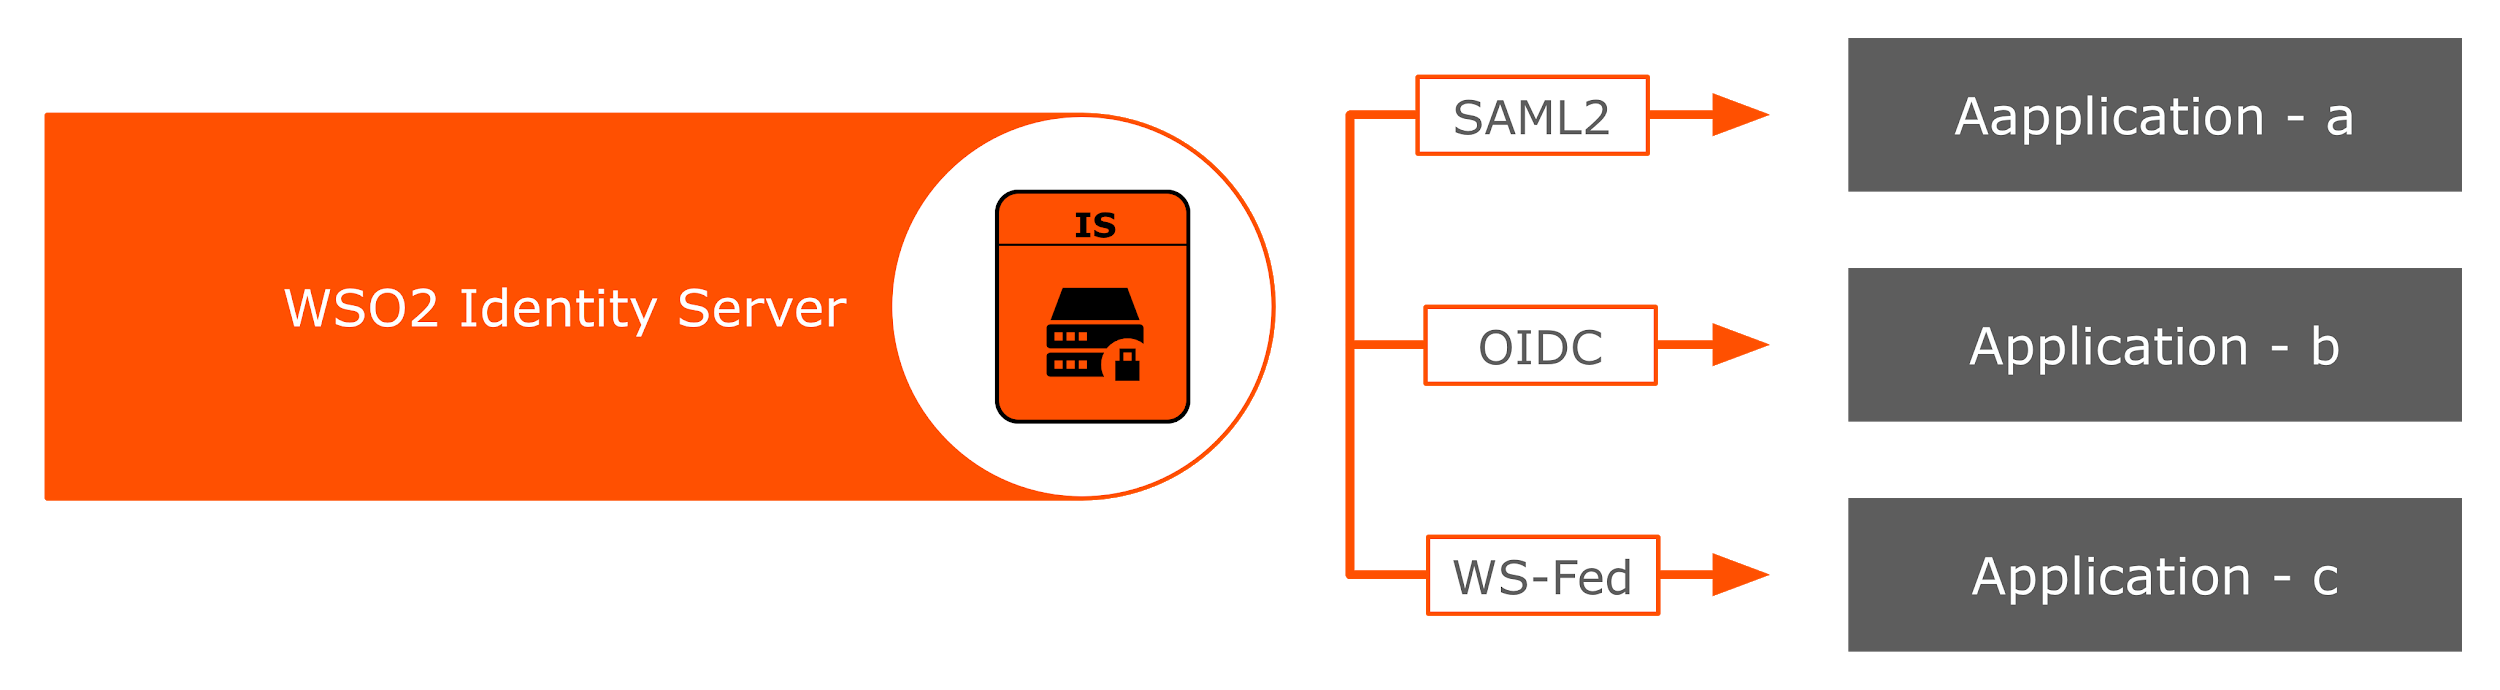 WSO2 Identity Server
IS
SAML2
Aapplication - a
OIDC
Application - b
WS-Fed
Application - c